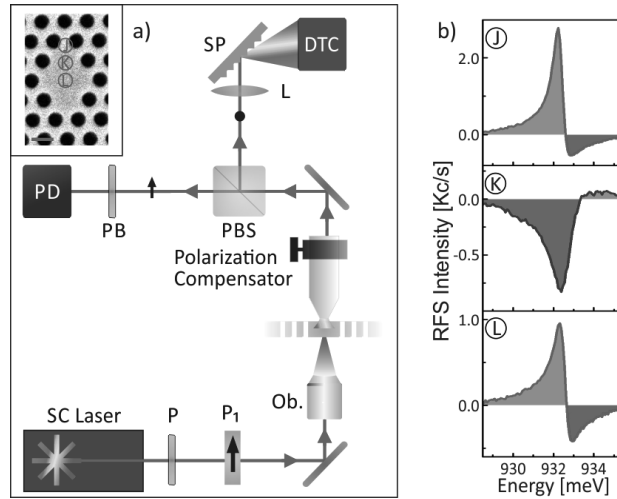 a)
J
K
L
SP
DTC
L
PD
PB
PBS
Polarization
Compensator
Ob.
SC Laser
P
P₁
b)
RFS Intensity [Kc/s]
J
2.0
0.0
K
0.0
-0.5
L
1.0
0.0
930
932
934
Energy [meV]